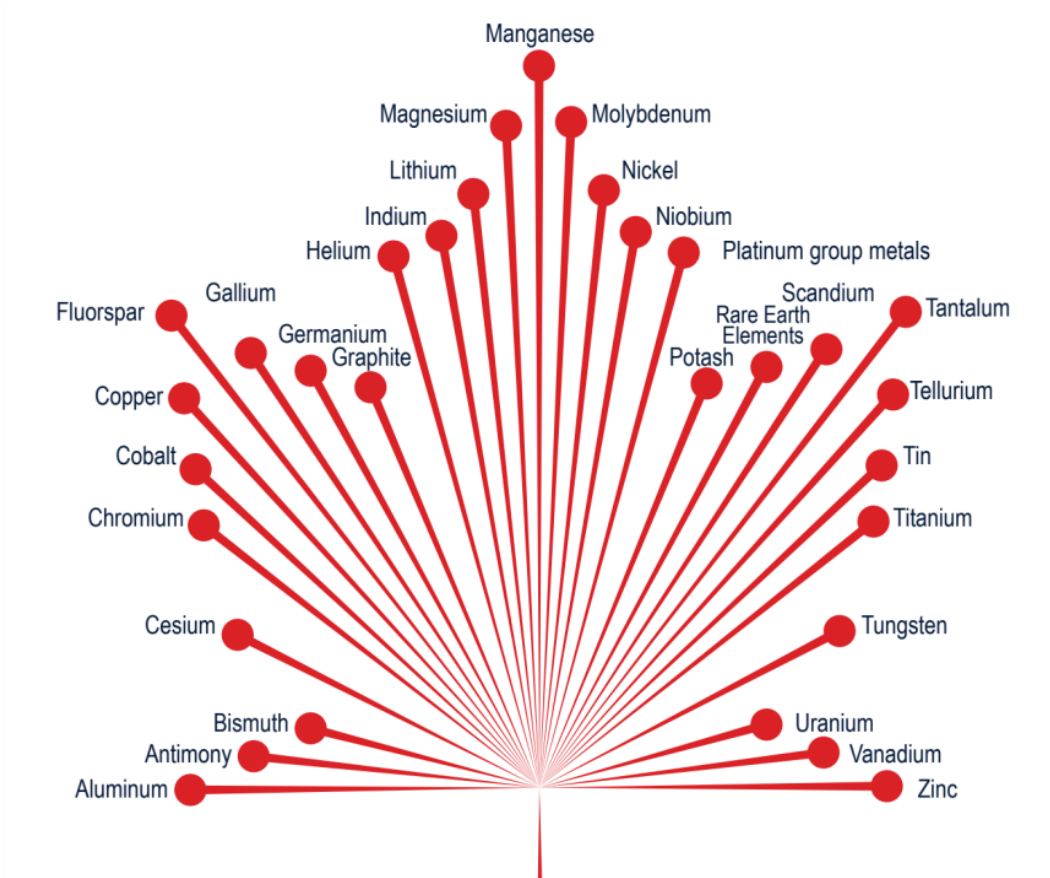 Manganese
Magnesium
Molybdenum
Lithium
Nickel
Indium
Niobium
Helium
Platinum group metals
Gallium
Scandium
Fluorspar
Tantalum
Germanium
Rare Earth
Elements
Graphite
Potash
Copper
Tellurium
Cobalt
Tin
Chromium
Titanium
Cesium
Tungsten
Bismuth
Uranium
Antimony
Vanadium
Aluminum
Zinc